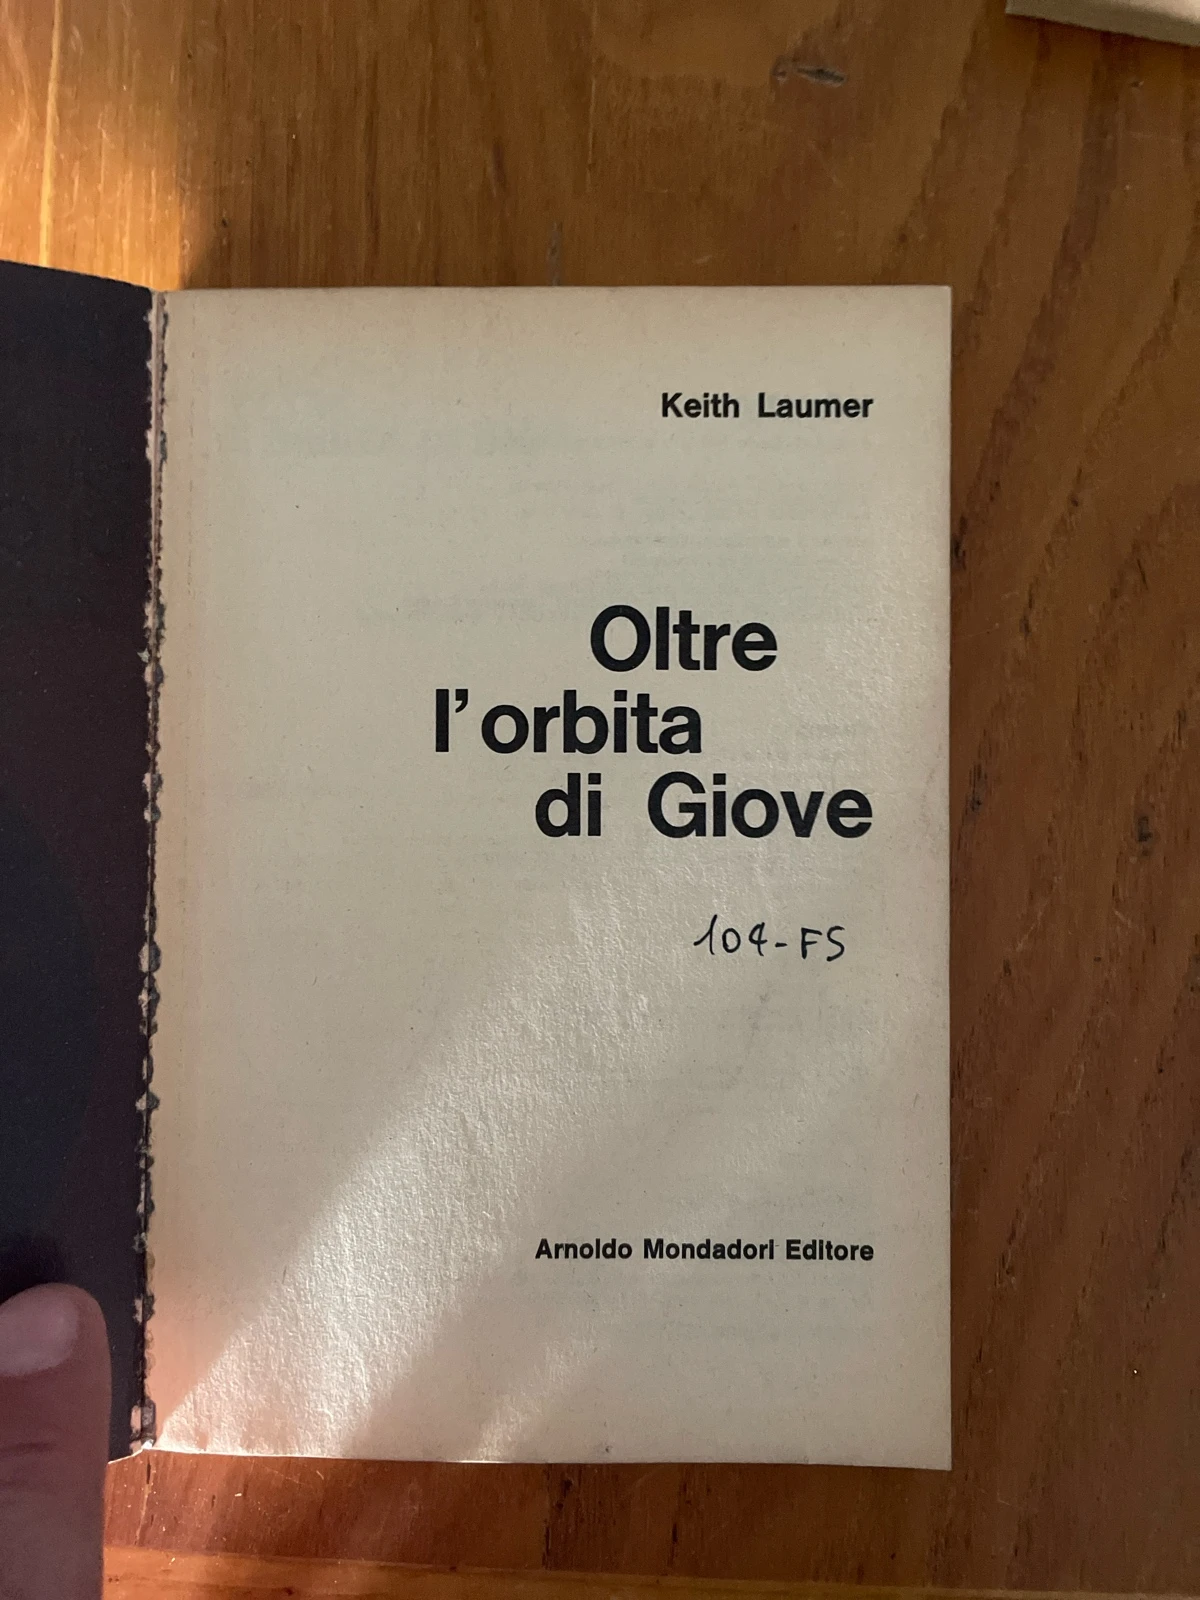 Keith Laumer
Oltre
l'orbita
di Giove
104-FS
Arnoldo Mondadori Editore